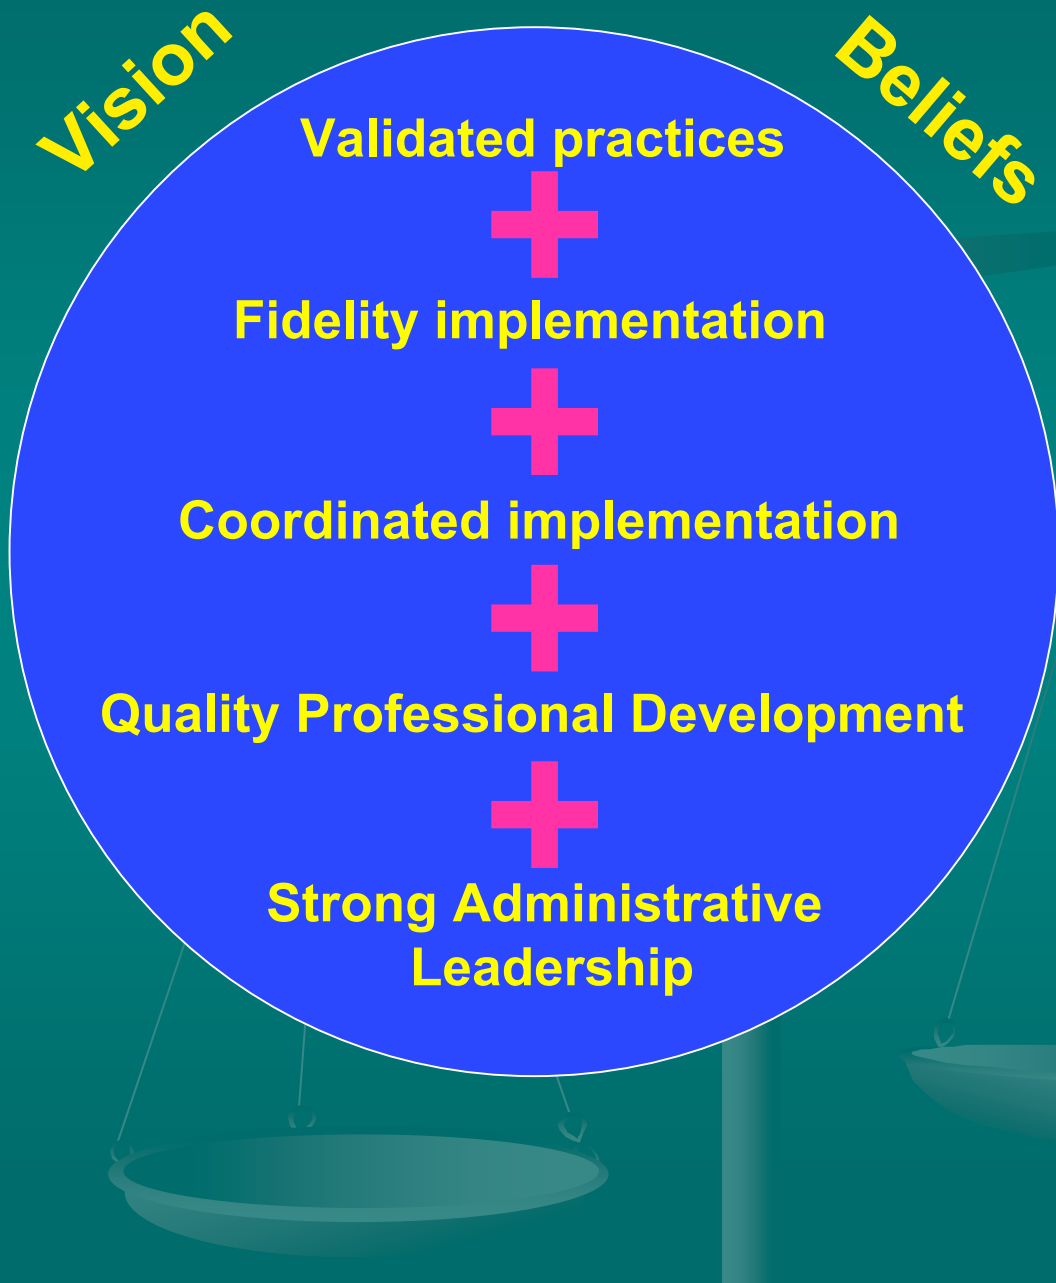 Vision
Beliefs
Validated practices
Fidelity implementation
Coordinated implementation
Quality Professional Development
Strong Administrative
Leadership